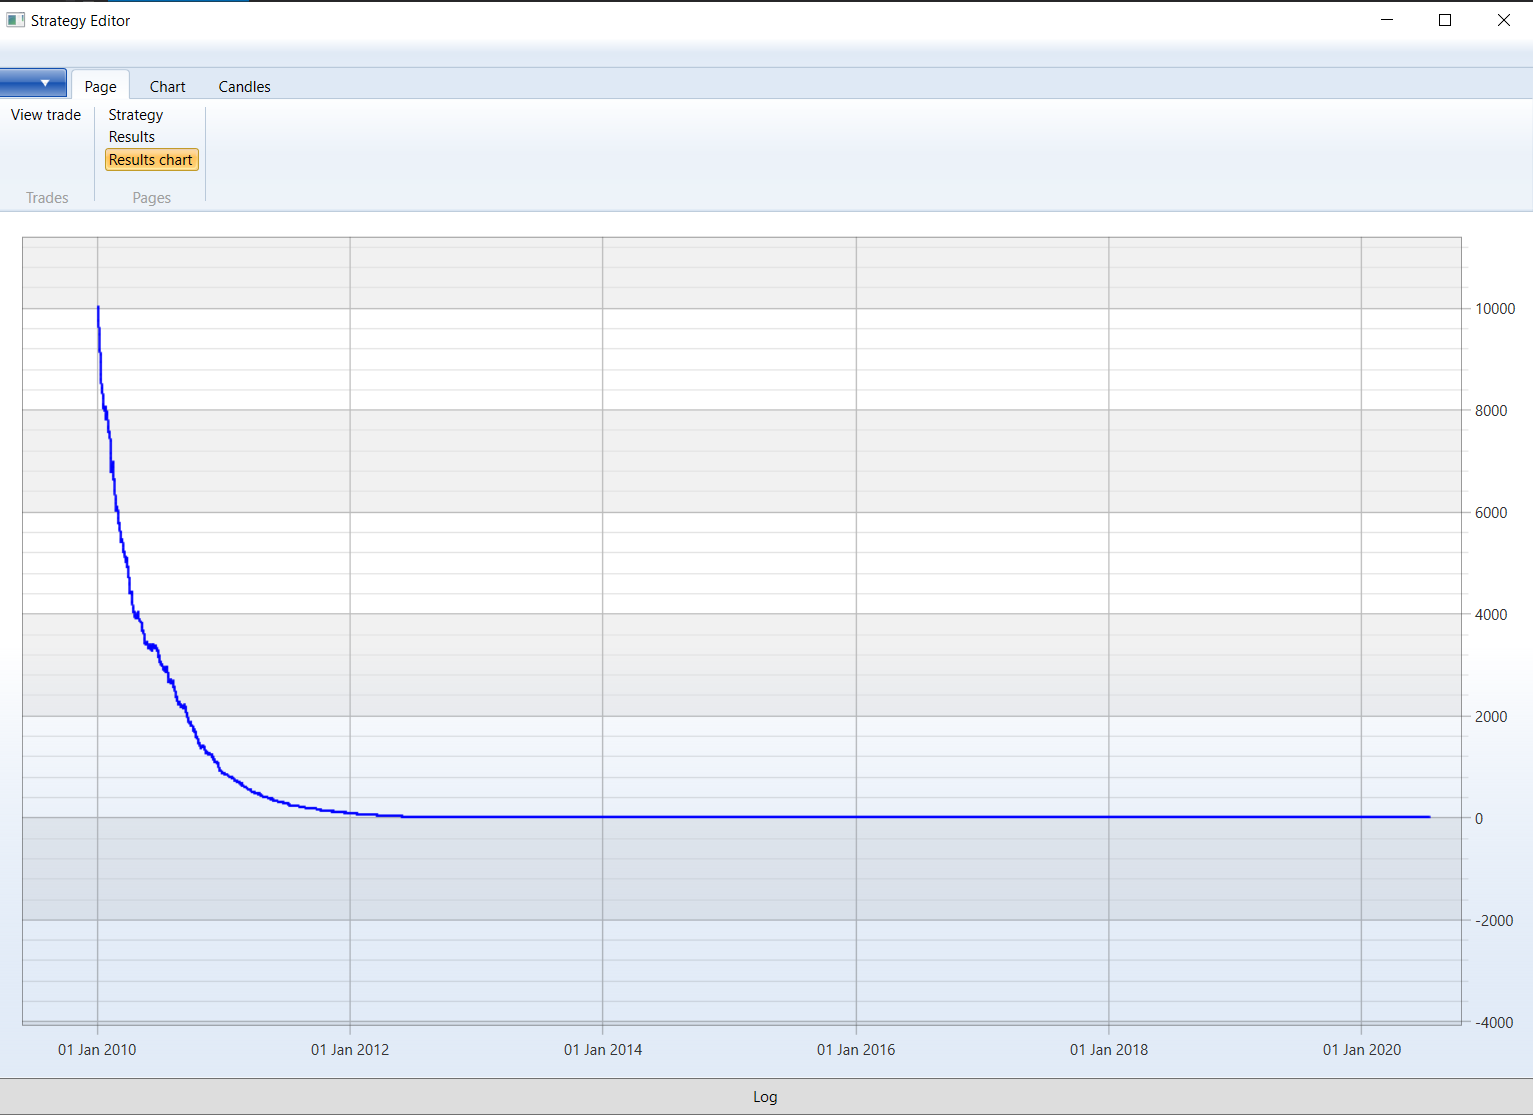 Strategy Editor
Page Chart Candles
View trade
Strategy
Results
Results chart
Trades
Pages
10000
8000
6000
4000
2000
0
-2000
-4000
01 Jan 2010 01 Jan 2012 01 Jan 2014 01 Jan 2016 01 Jan 2018 01 Jan 2020
Log